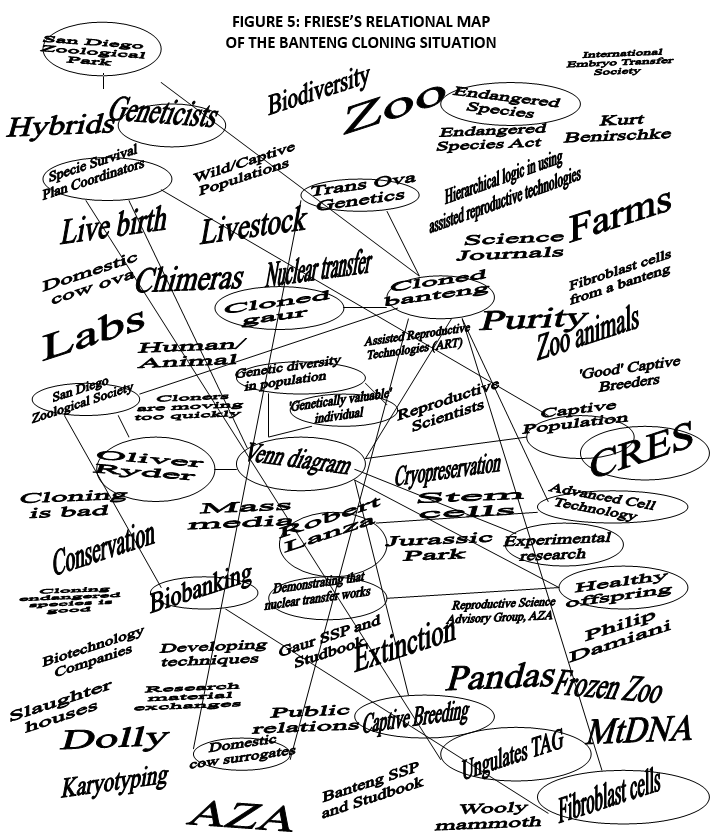 FIGURE 5: FRIESE'S RELATIONAL MAP
OF THE BANTENG CLONING SITUATION
San Diego
Zoological
Park
International
Embryo Transfer
Society
Biodiversity
Zoo
Endangered
Species
Hybrids
Geneticists
Endangered
Species Act
Kurt
Benirschke
Specie Survival
Plan Coordinators
Wild/Captive
Populations
Trans Ova
Genetics
Hierarchical logic in using
assisted reproductive technologies
Live birth
Livestock
Science
Journals
Farms
Domestic
cow ova
Chimeras
Nuclear transfer
Cloned
banteng
Fibroblast cells
from a banteng
Cloned
gaur
Labs
Human/
Animal
Assisted Reproductive
Technologies (ART)
Purity
Zoo animals
Genetic diversity
in population
'Good' Captive
Breeders
San Diego
Zoological Society
Cloners
are moving
too quickly
'Genetically valuable'
individual
Reproductive
Scientists
Captive
Population
CRES
Oliver
Ryder
Venn diagram
Cryopreservation
Cloning
is bad
Mass
media
Stem
cells
Advanced Cell
Technology
Robert
Lanza
Conservation
Jurassic
Park
Experimental
research
Cloning
endangered
species is
good
Biobanking
Demonstrating that
nuclear transfer works
Healthy
offspring
Reproductive Science
Advisory Group, AZA
Biotechnology
Companies
Developing
techniques
Gaur SSP and
Studbook
Extinction
Philip
Damiani
Slaughter
houses
Research
material
exchanges
Pandas
Frozen Zoo
Public
relations
Captive Breeding
Dolly
Domestic
cow surrogates
Ungulates TAG
MtDNA
Karyotyping
Banteng SSP
and Studbook
Fibroblast cells
AZA
Wooly
mammoth